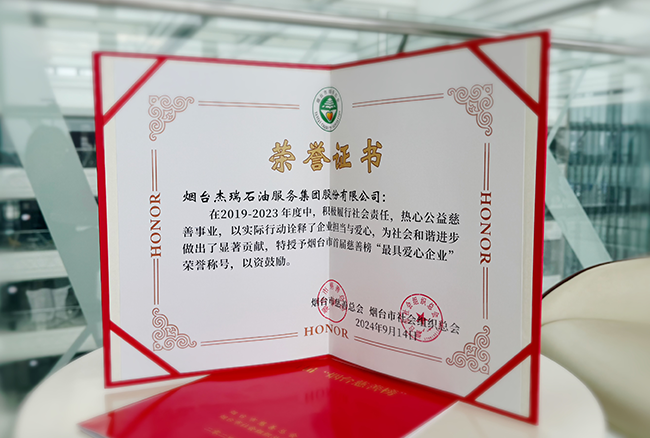 荣誉证书
烟台杰瑞石油服务集团股份有限公司：
在2019-2023年度中，积极履行社会责任，热心公益慈
善事业，以实际行动诠释了企业担当与爱心，为社会和谐进步
做出了显著贡献，特授予烟台市首届慈善榜“最具爱心企业”
荣誉称号，以资鼓励。
烟台市慈善总会 烟台市社会组织总会
2024年9月14日
HONOR
HONOR
HONOR
“烟台慈善榜”